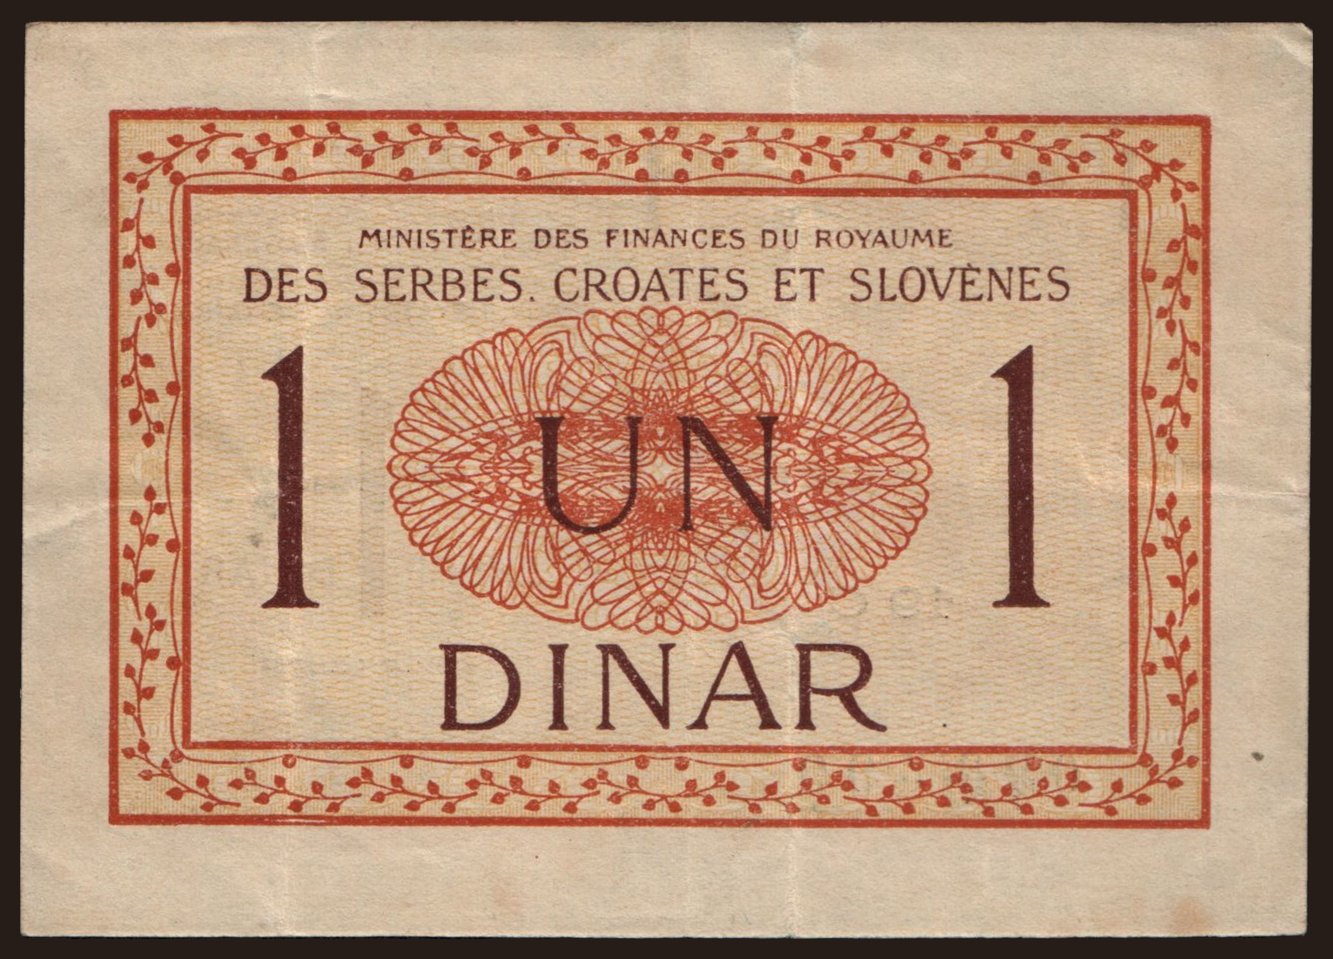 MINISTÈRE DES FINANCES DU ROYAUME
DES SERBES. CROATES ET SLOVÈNES
1 UN 1
DINAR